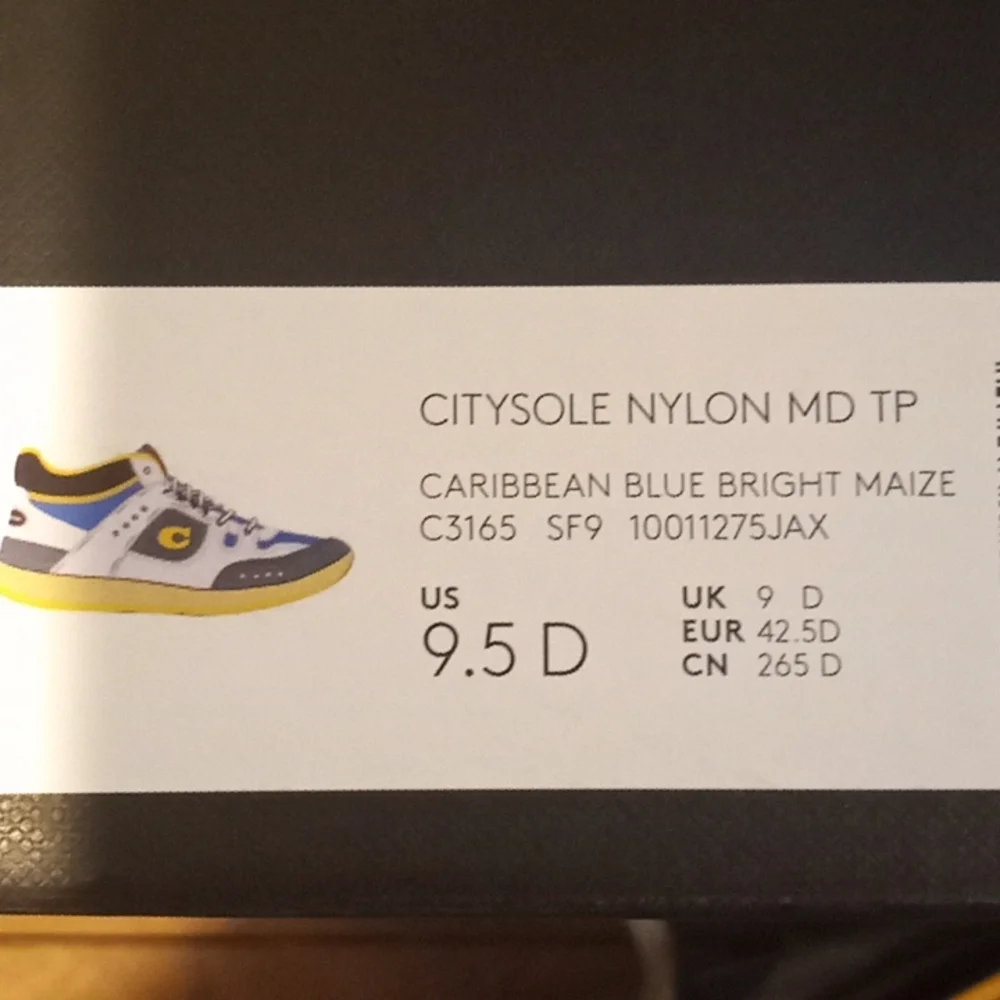 CITYSOLE NYLON MD TP
CARIBBEAN BLUE BRIGHT MAIZE
C3165 SF9 10011275JAX
US
9.5 D
UK 9 D
EUR 42.5D
CN 265 D
C